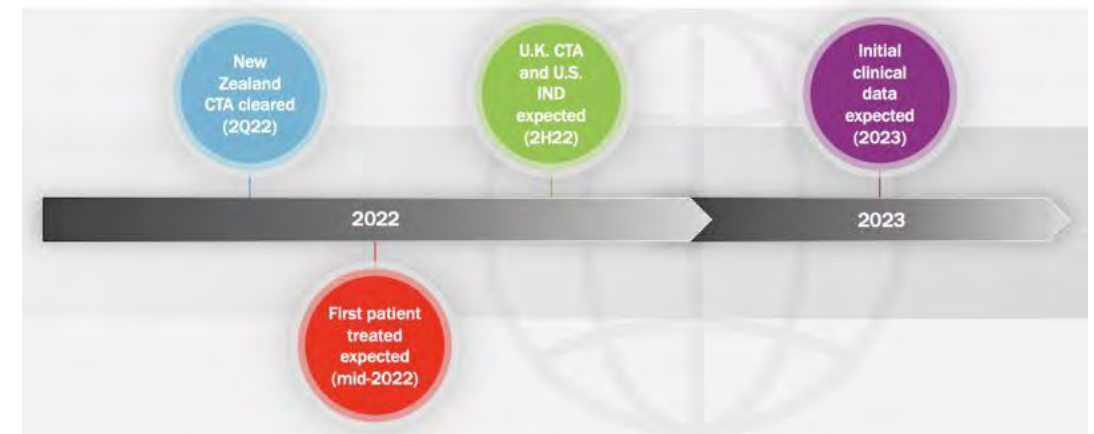 New
Zealand
CTA cleared
(2Q22)
U.K. CTA
and U.S.
IND
expected
(2H22)
Initial
clinical
data
expected
(2023)
2022
2023
First patient
treated
expected
(mid-2022)